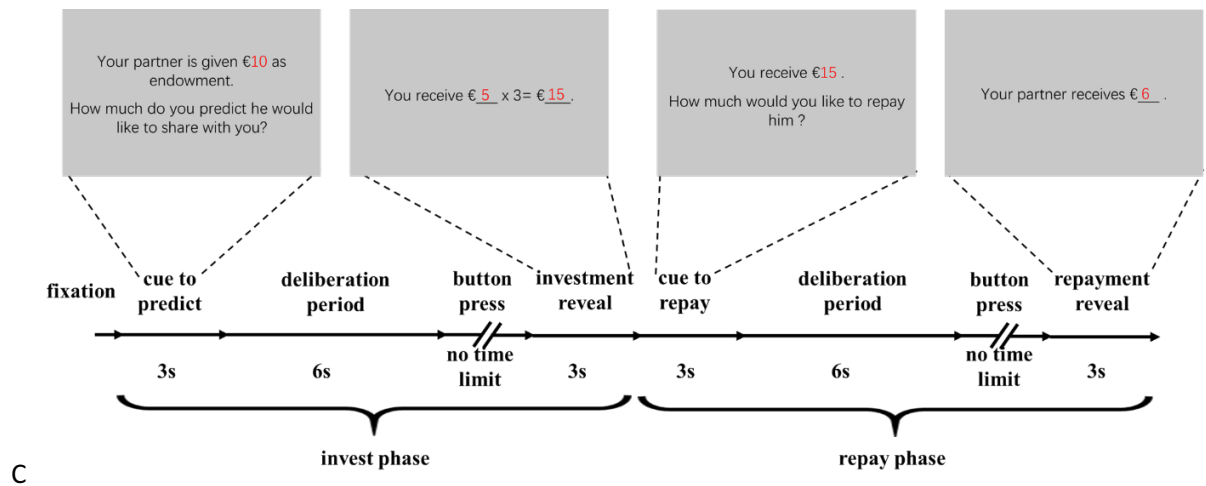 Your partner is given €10 as
endowment.
How much do you predict he would
like to share with you?
You receive €_5_ x 3= €_15_.
You receive €15 .
How much would you like to repay
him ?
Your partner receives €_6_ .
fixation
cue to
predict
deliberation
period
button
press
investment
reveal
cue to
repay
deliberation
period
button
press
repayment
reveal
3s
6s
no time
limit
3s
3s
6s
no time
limit
3s
invest phase
repay phase
C